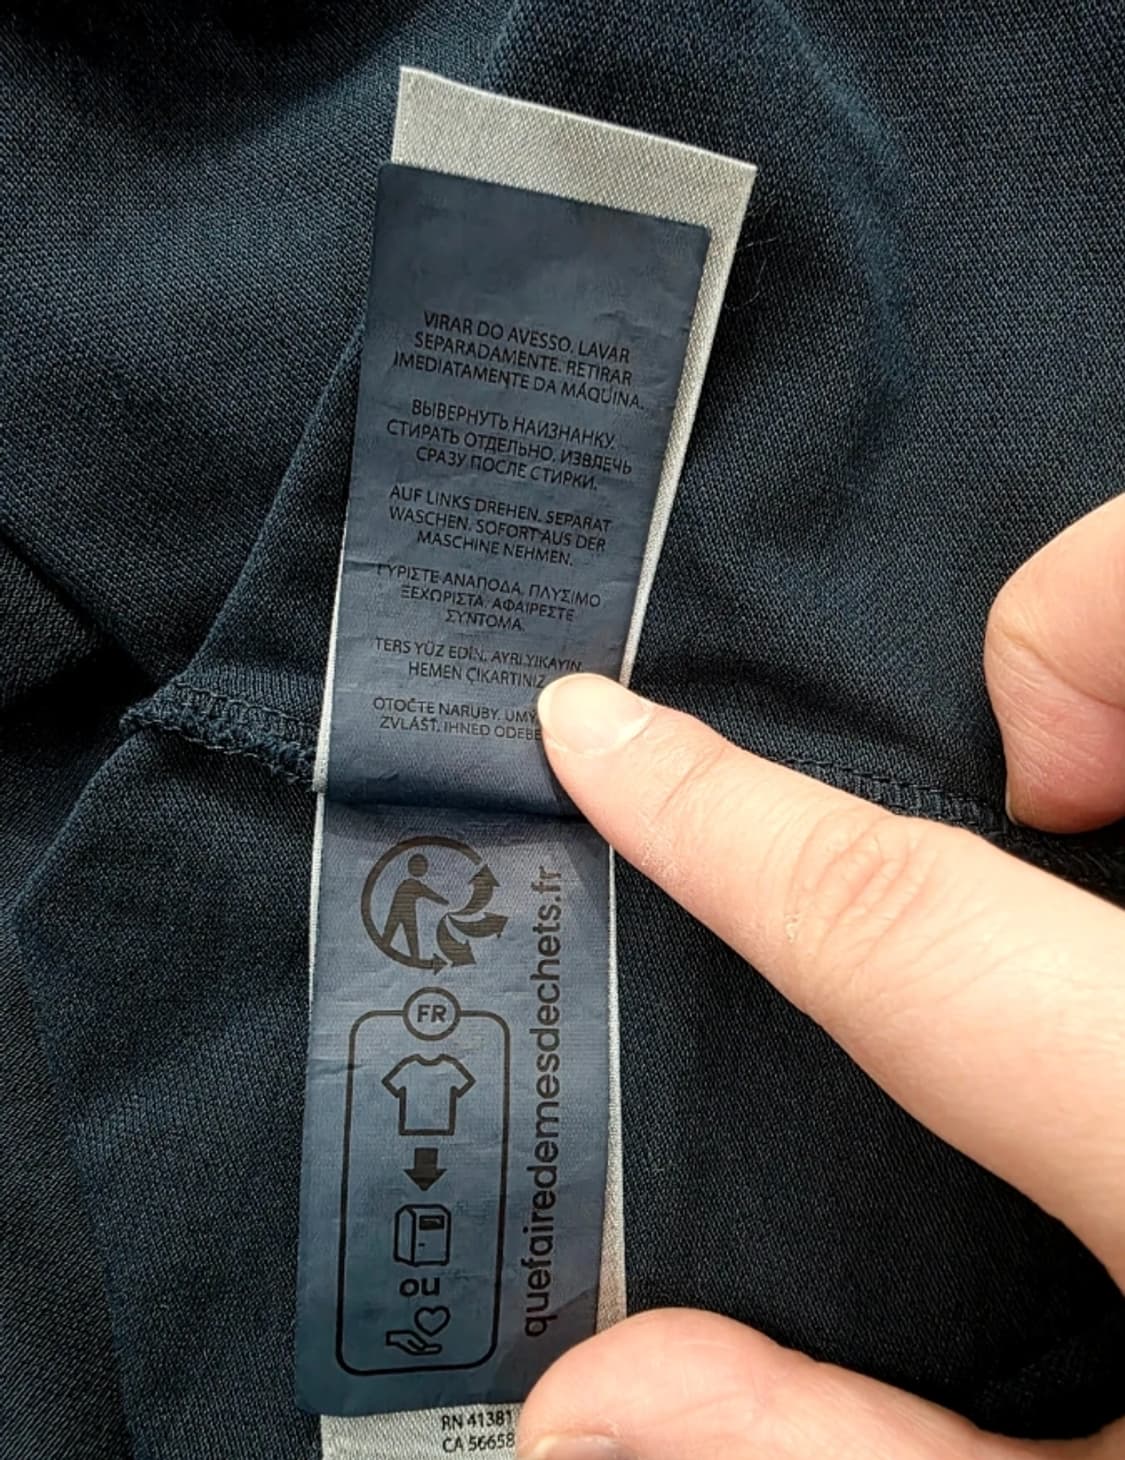 VIRAR DO AVESSO. LAVAR
SEPARADAMENTE. RETIRAR
IMEDIATAMENTE DA MÁQUINA.
ВЫВЕРНУТЬ НАИЗНАНКУ.
СТИРАТЬ ОТДЕЛЬНО. ИЗВЛЕЧЬ
СРАЗУ ПОСЛЕ СТИРКИ.
AUF LINKS DREHEN. SEPARAT
WASCHEN. SOFORT AUS DER
MASCHINE NEHMEN.
ΓΥΡΙΣΤΕ ΑΝΑΠΟΔΑ. ΠΛΥΣΙΜΟ
ΞΕΧΩΡΙΣΤΑ. ΑΦΑΙΡΕΣΤΕ
ΣΥΝΤΟΜΑ.
TERS YÜZ EDİN. AYRI YIKAYIN.
HEMEN ÇIKARTINIZ
OTOČTE NARUBY.
ZVLÁŠŤ. IHNED
FR
ou
quefairedemesdechets.fr
RN 41381
CA 56658